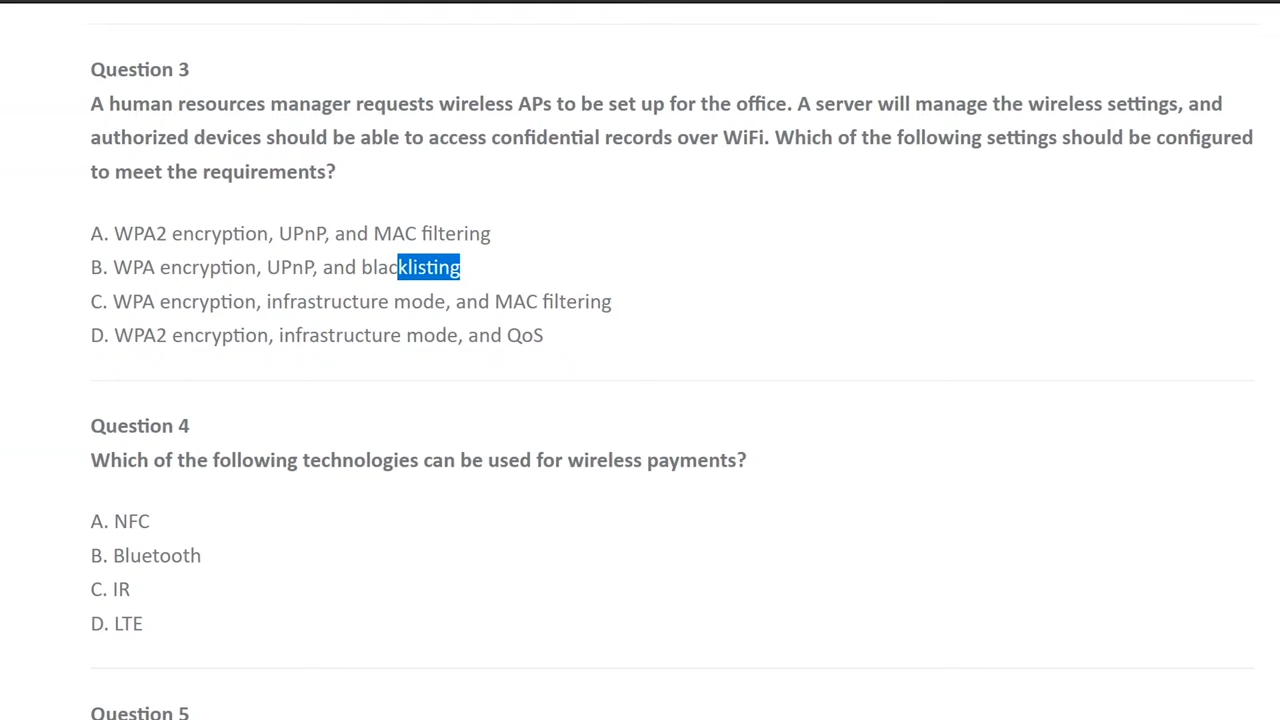 Question 3
A human resources manager requests wireless APs to be set up for the office. A server will manage the wireless settings, and
authorized devices should be able to access confidential records over WiFi. Which of the following settings should be configured
to meet the requirements?
A. WPA2 encryption, UPnP, and MAC filtering
B. WPA encryption, UPnP, and blacklisting
C. WPA encryption, infrastructure mode, and MAC filtering
D. WPA2 encryption, infrastructure mode, and QoS
Question 4
Which of the following technologies can be used for wireless payments?
A. NFC
B. Bluetooth
C. IR
D. LTE
Question 5